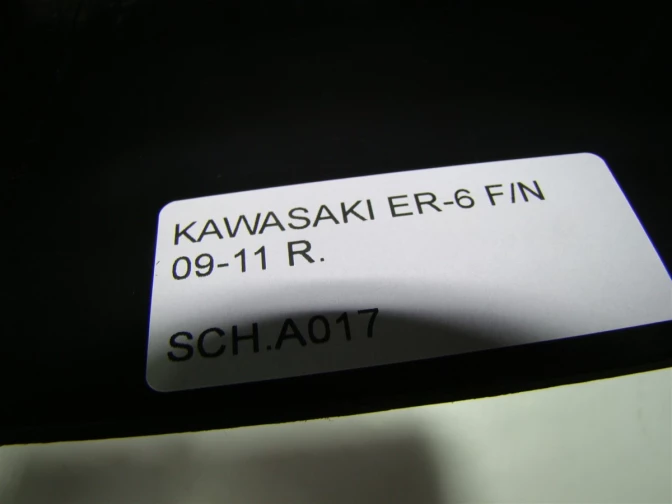 KAWASAKI ER-6 F/N
09-11 R.
SCH.A017